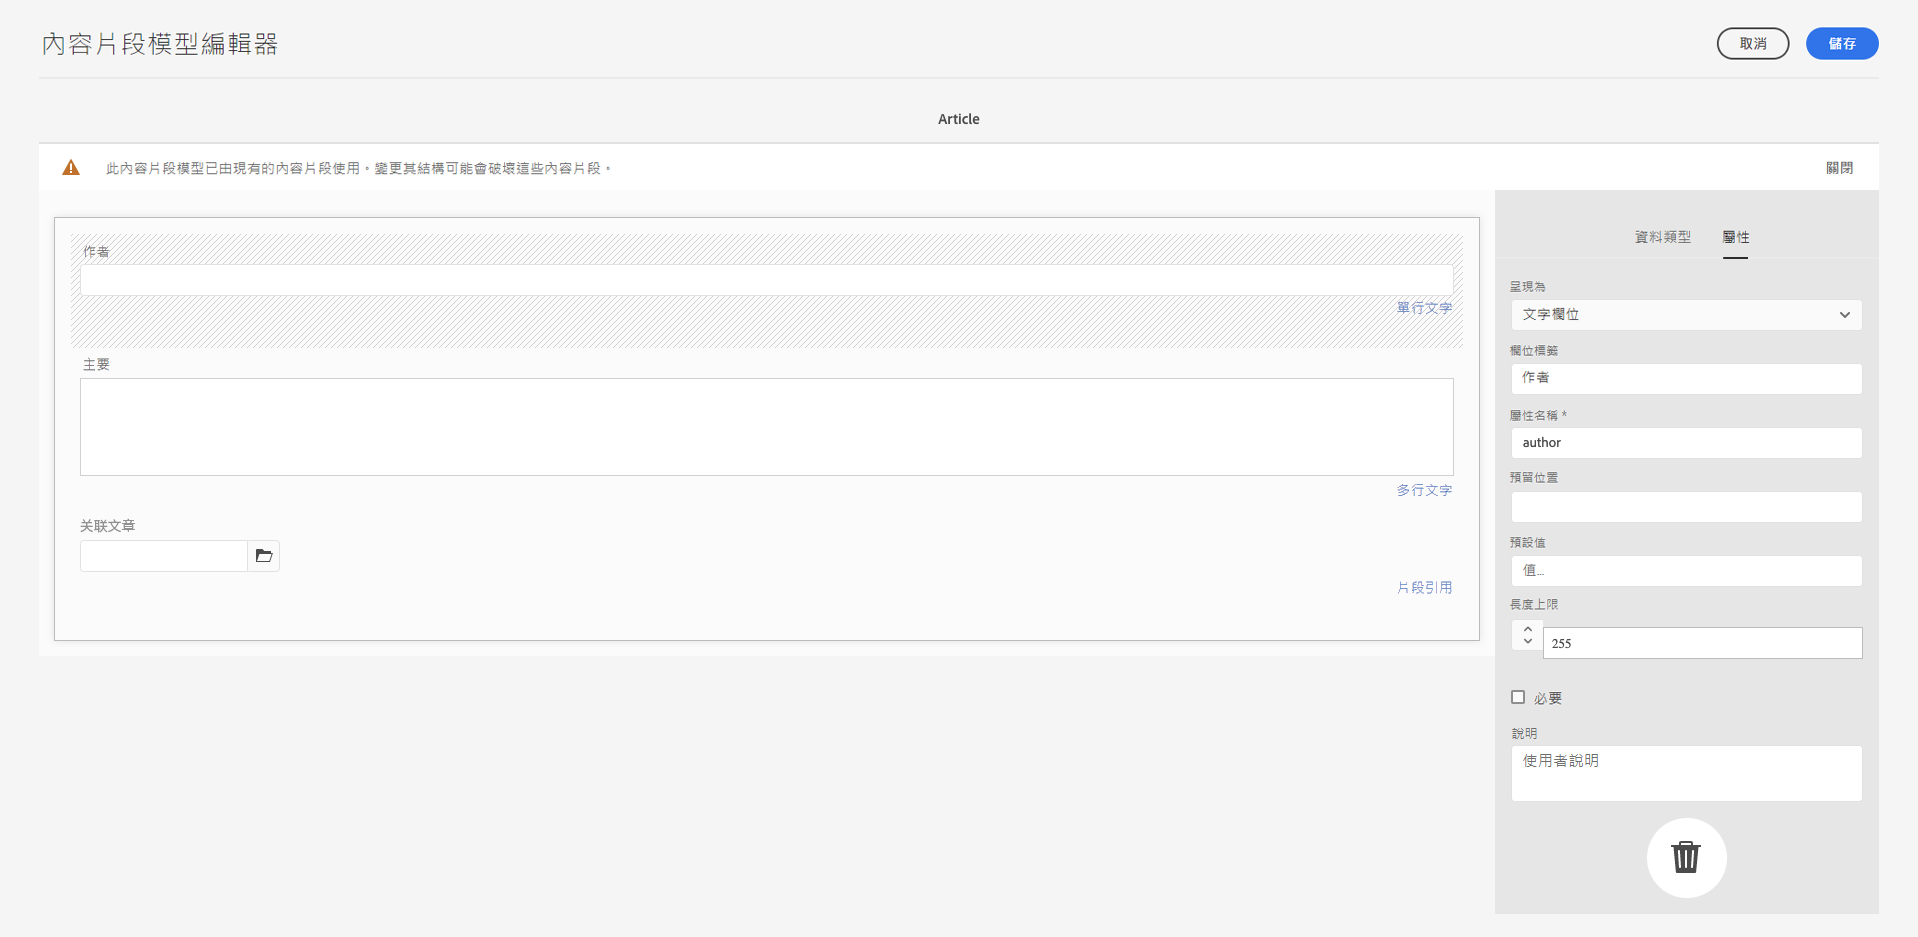 內容片段模型編輯器
取消
儲存
Article
此內容片段模型已由現有的內容片段使用。變更其結構可能會破壞這些內容片段。
關閉
作者
單行文字
主要
多行文字
关联文章
片段引用
資料類型
屬性
呈現為
文字欄位
欄位標籤
作者
屬性名稱 *
author
預留位置
預設值
值...
長度上限
255
必要
說明
使用者說明